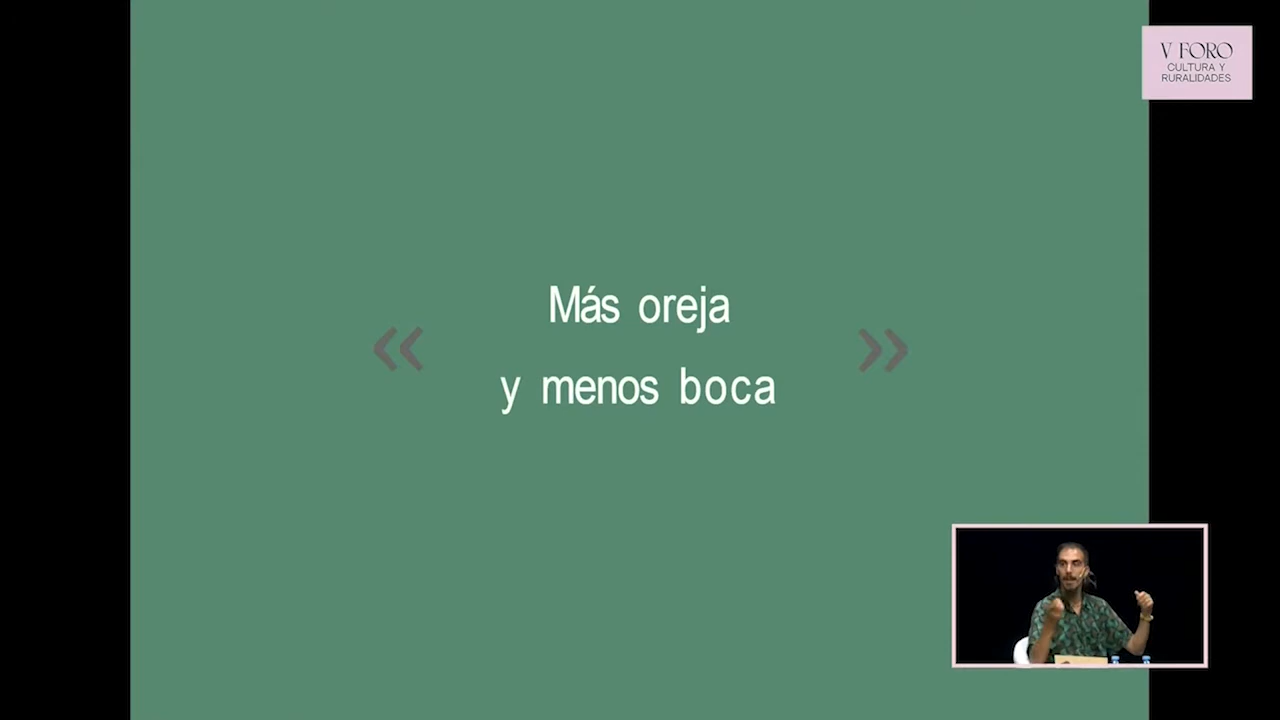 V FORO
CULTURA Y
RURALIDADES
« Más oreja
y menos boca »